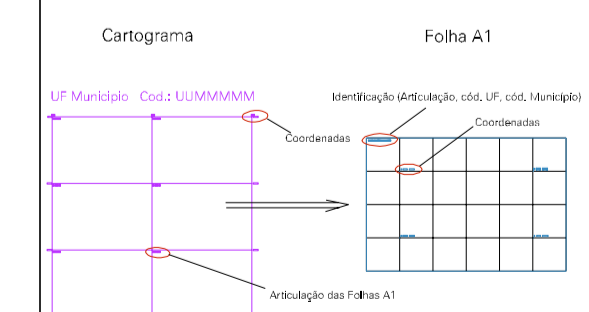 Cartograma
Folha A1
UF Municipio Cod.: UUMMMMM
Identificação (Articulação, cód. UF, cód. Município)
Coordenadas
Coordenadas
Articulação das Folhas A1